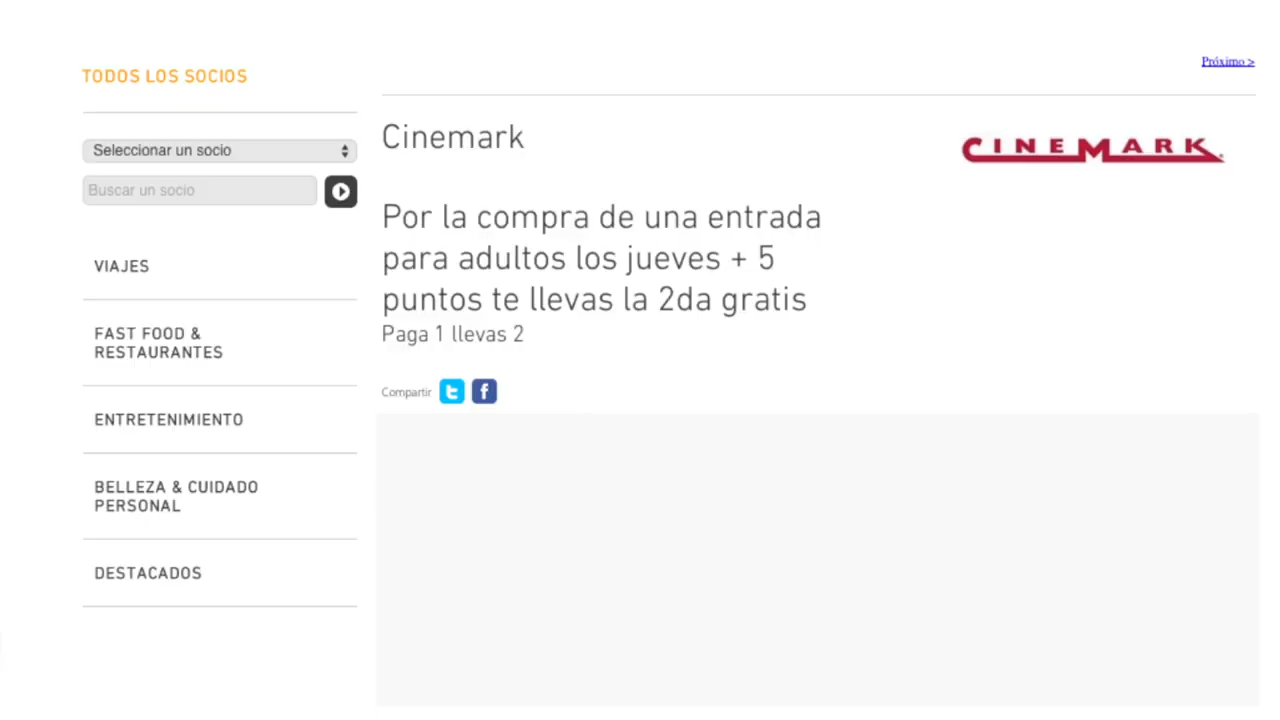 TODOS LOS SOCIOS
Seleccionar un socio
Buscar un socio
VIAJES
FAST FOOD &
RESTAURANTES
ENTRETENIMIENTO
BELLEZA & CUIDADO
PERSONAL
DESTACADOS
Próximo >
Cinemark
CINEMARK
Por la compra de una entrada
para adultos los jueves + 5
puntos te llevas la 2da gratis
Paga 1 llevas 2
Compartir